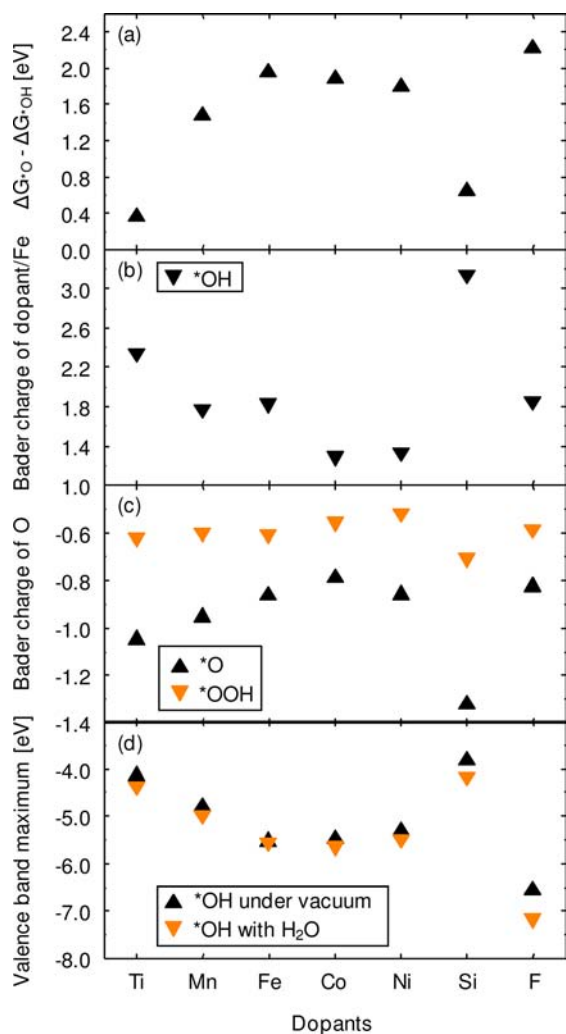 ΔG*O - ΔG*OH [eV]
2.4
2.0
1.6
1.2
0.8
0.4
0.0
(a)
Bader charge of dopant/Fe
3.0
2.6
2.2
1.8
1.4
1.0
(b)
*OH
Bader charge of O
-0.6
-0.8
-1.0
-1.2
-1.4
(c)
*O
*OOH
Valence band maximum [eV]
-4.0
-5.0
-6.0
-7.0
-8.0
(d)
*OH under vacuum
*OH with H₂O
Ti Mn Fe Co Ni Si F
Dopants